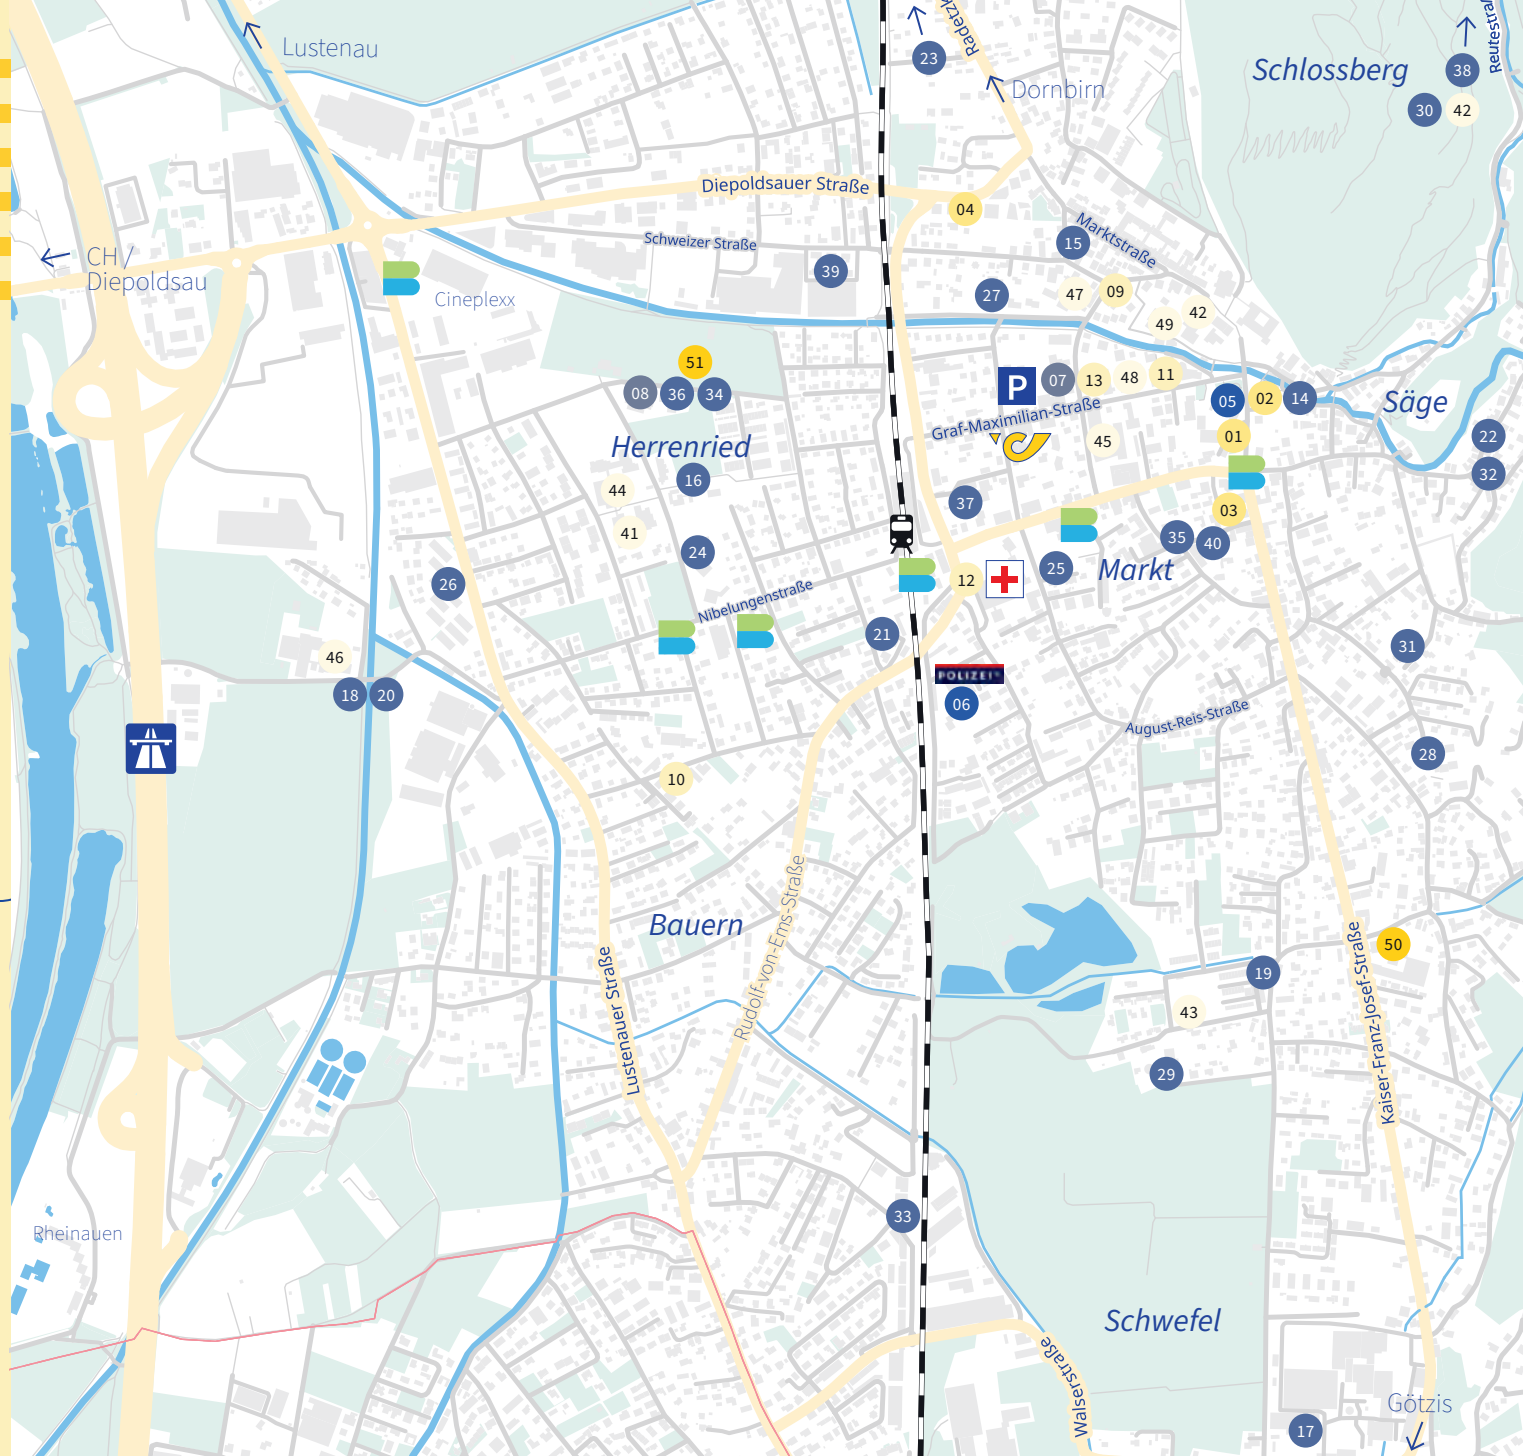 Lustenau
23
Radetzk
Dornbirn
Schlossberg
38
Reutestra
30
42
Diepoldsauer Straße
04
CH /
Diepoldsau
Schweizer Straße
39
15
Marktstraße
Cineplexx
27
47
09
42
49
51
08
36
34
P
07
13
48
11
05
02
14
Säge
Graf-Maximilian-Straße
Herrenried
45
01
22
32
44
16
37
03
41
24
35
40
26
12
25
Markt
Nibelungenstraße
21
46
31
18
20
POLIZEI
06
August-Reis-Straße
28
10
Bauern
Rudolf-von-Ems-Straße
Lustenauer Straße
50
19
Kaiser-Franz-Josef-Straße
43
29
33
Rheinauen
Schwefel
Walserstraße
Götzis
17